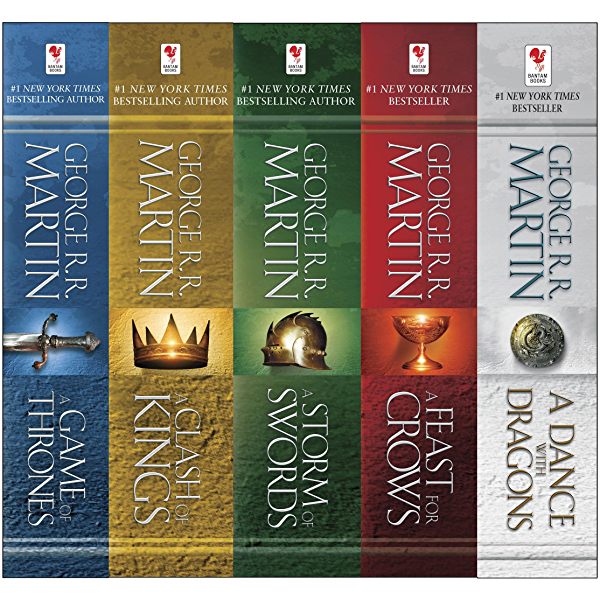 BANTAM
BOOKS
#1 NEW YORK TIMES
BESTSELLING AUTHOR
GEORGE R.R.
MARTIN
A GAME OF
THRONES
BANTAM
BOOKS
#1 NEW YORK TIMES
BESTSELLING AUTHOR
GEORGE R.R.
MARTIN
A CLASH OF
KINGS
BANTAM
BOOKS
#1 NEW YORK TIMES
BESTSELLING AUTHOR
GEORGE R.R.
MARTIN
A STORM OF
SWORDS
BANTAM
BOOKS
#1 NEW YORK TIMES
BESTSELLER
GEORGE R.R.
MARTIN
A FEAST FOR
CROWS
BANTAM
BOOKS
#1 NEW YORK TIMES
BESTSELLER
GEORGE R.R.
MARTIN
A DANCE
WITH
DRAGONS